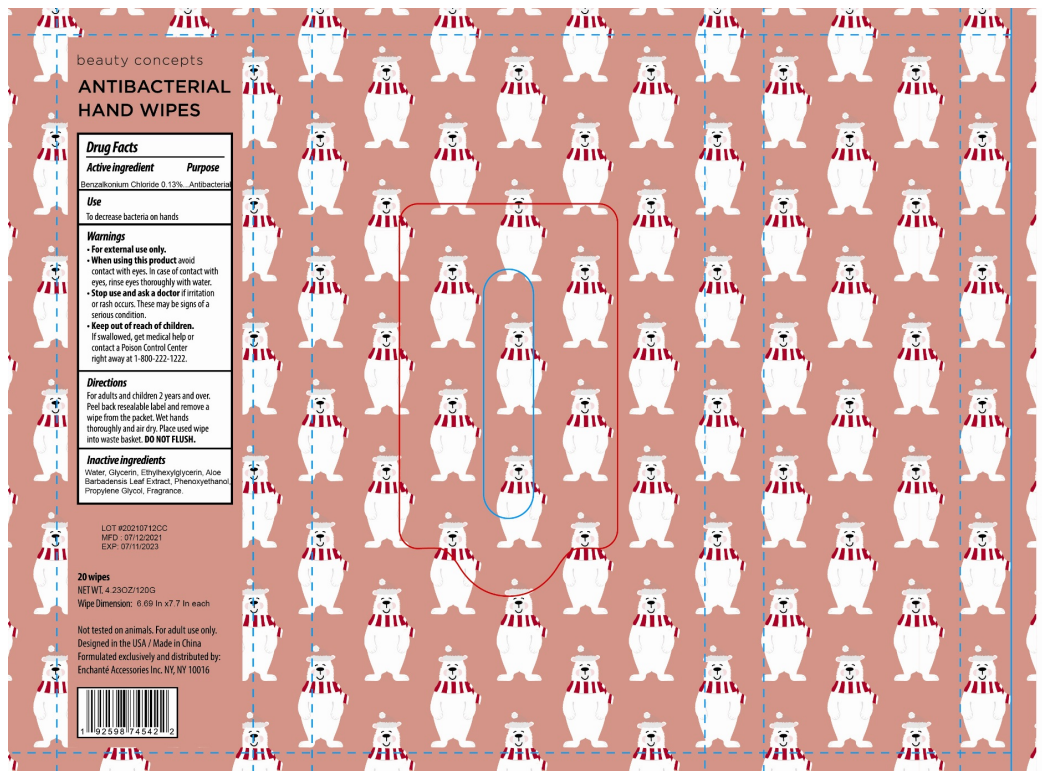 beauty concepts
ANTIBACTERIAL
HAND WIPES
Drug Facts
Active ingredient Purpose
Benzalkonium Chloride 0.13%...Antibacterial
Use
To decrease bacteria on hands
Warnings
• For external use only.
• When using this product avoid
contact with eyes. In case of contact with
eyes, rinse eyes thoroughly with water.
• Stop use and ask a doctor if irritation
or rash occurs. These may be signs of a
serious condition.
• Keep out of reach of children.
If swallowed, get medical help or
contact a Poison Control Center
right away at 1-800-222-1222.
Directions
For adults and children 2 years and over.
Peel back resealable label and remove a
wipe from the packet. Wet hands
thoroughly and air dry. Place used wipe
into waste basket. DO NOT FLUSH.
Inactive ingredients
Water, Glycerin, Ethylhexylglycerin, Aloe
Barbadensis Leaf Extract, Phenoxyethanol,
Propylene Glycol, Fragrance.
LOT #20210712CC
MFD : 07/12/2021
EXP: 07/11/2023
20 wipes
NET WT. 4.23OZ/120G
Wipe Dimension: 6.69 In x7.7 In each
Not tested on animals. For adult use only.
Designed in the USA / Made in China
Formulated exclusively and distributed by:
Enchanté Accessories Inc. NY, NY 10016
1 92598 74542 2